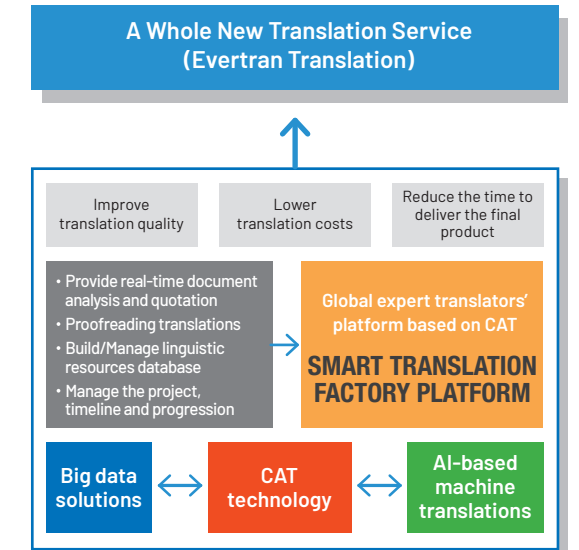 A Whole New Translation Service
(Evertran Translation)
Improve
translation quality
Lower
translation costs
Reduce the time to
deliver the final
product
• Provide real-time document
analysis and quotation
• Proofreading translations
• Build/Manage linguistic
resources database
• Manage the project,
timeline and progression
Global expert translators'
platform based on CAT
SMART TRANSLATION
FACTORY PLATFORM
Big data
solutions
CAT
technology
AI-based
machine
translations